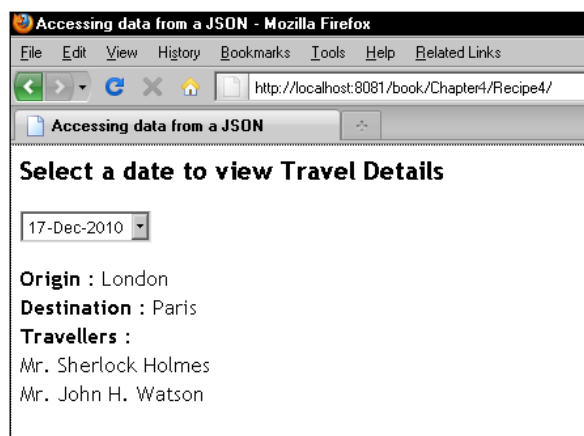 Accessing data from a JSON - Mozilla Firefox
File Edit View History Bookmarks Tools Help Related Links
http://localhost:8081/book/Chapter4/Recipe4/
Accessing data from a JSON
Select a date to view Travel Details
17-Dec-2010
Origin : London
Destination : Paris
Travellers :
Mr. Sherlock Holmes
Mr. John H. Watson